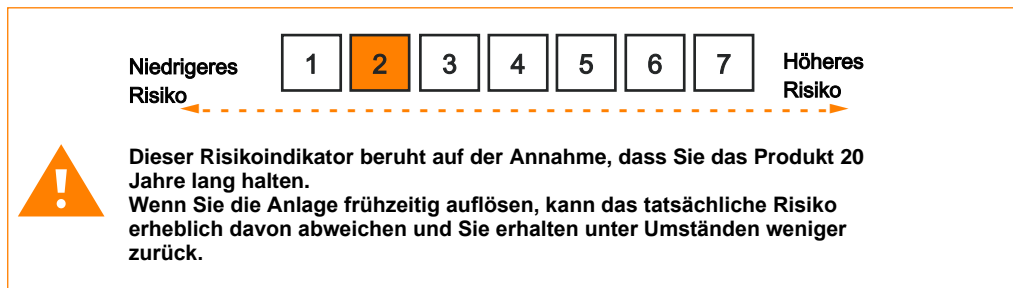 Niedrigeres
Risiko
1 2 3 4 5 6 7
Höheres
Risiko
!
Dieser Risikoindikator beruht auf der Annahme, dass Sie das Produkt 20
Jahre lang halten.
Wenn Sie die Anlage frühzeitig auflösen, kann das tatsächliche Risiko
erheblich davon abweichen und Sie erhalten unter Umständen weniger
zurück.